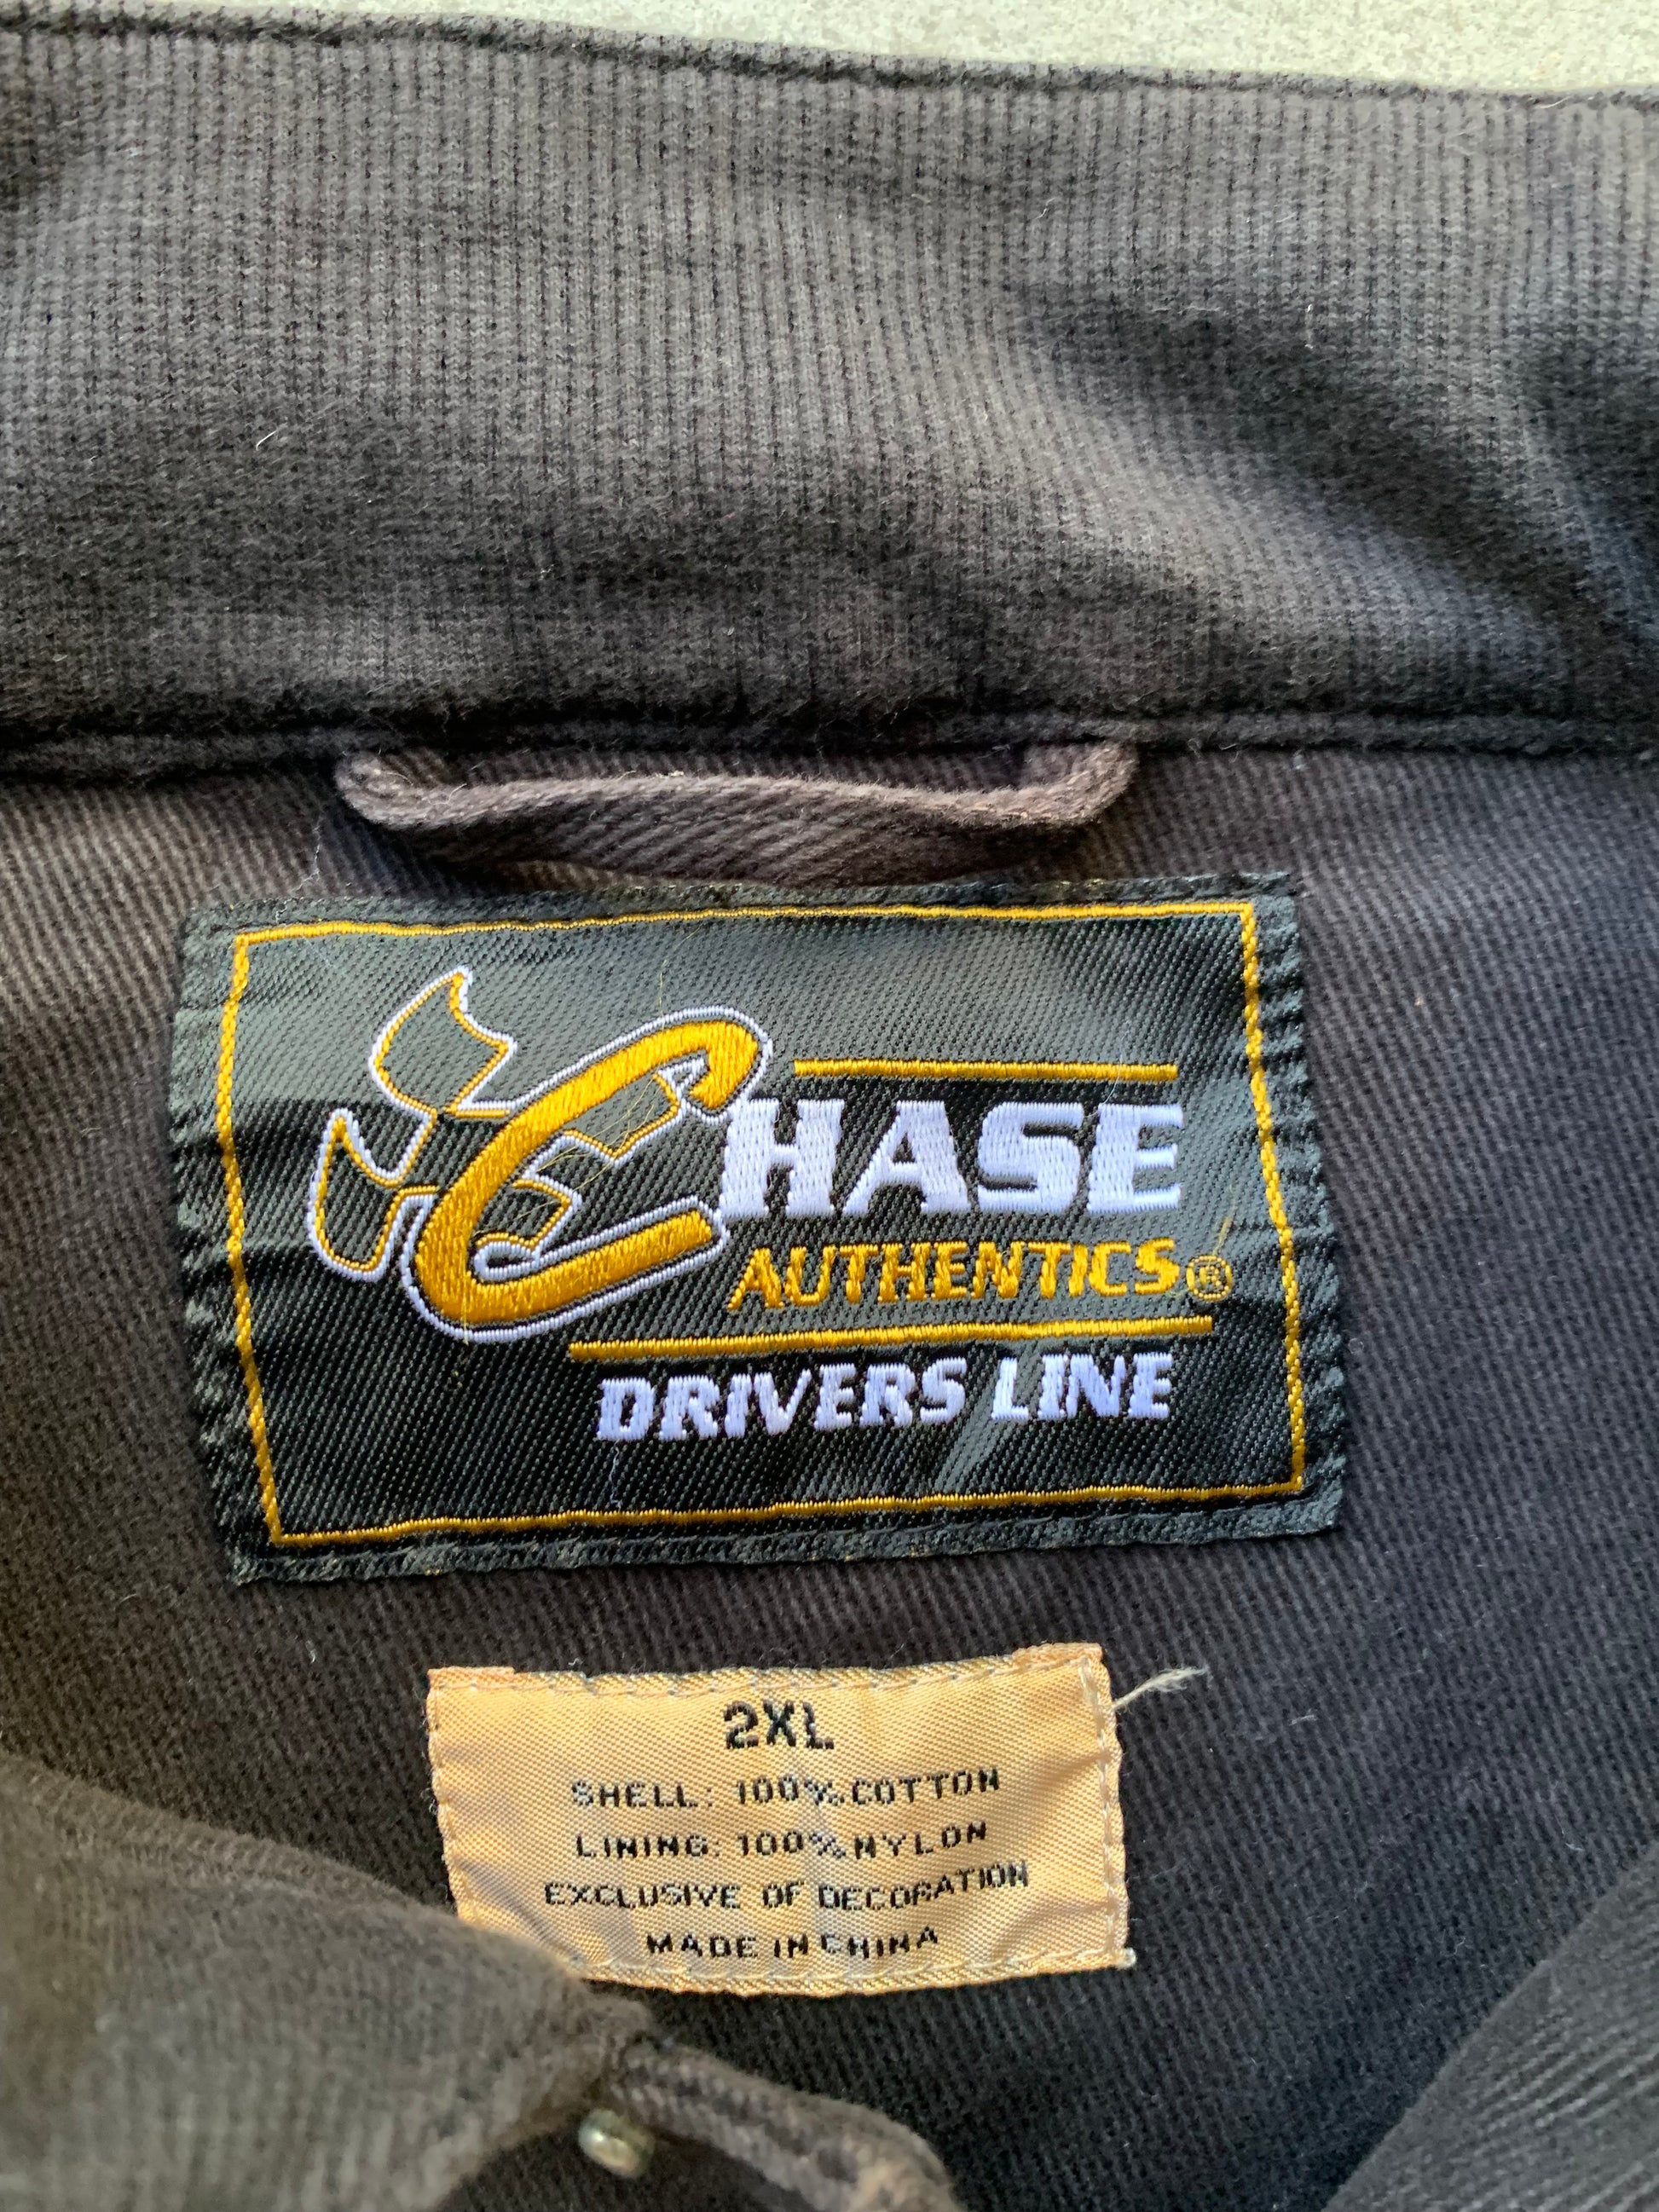 CHASE
AUTHENTICS®
DRIVERS LINE
2XL
SHELL: 100% COTTON
LINING: 100% NYLON
EXCLUSIVE OF DECORATION
MADE IN CHINA